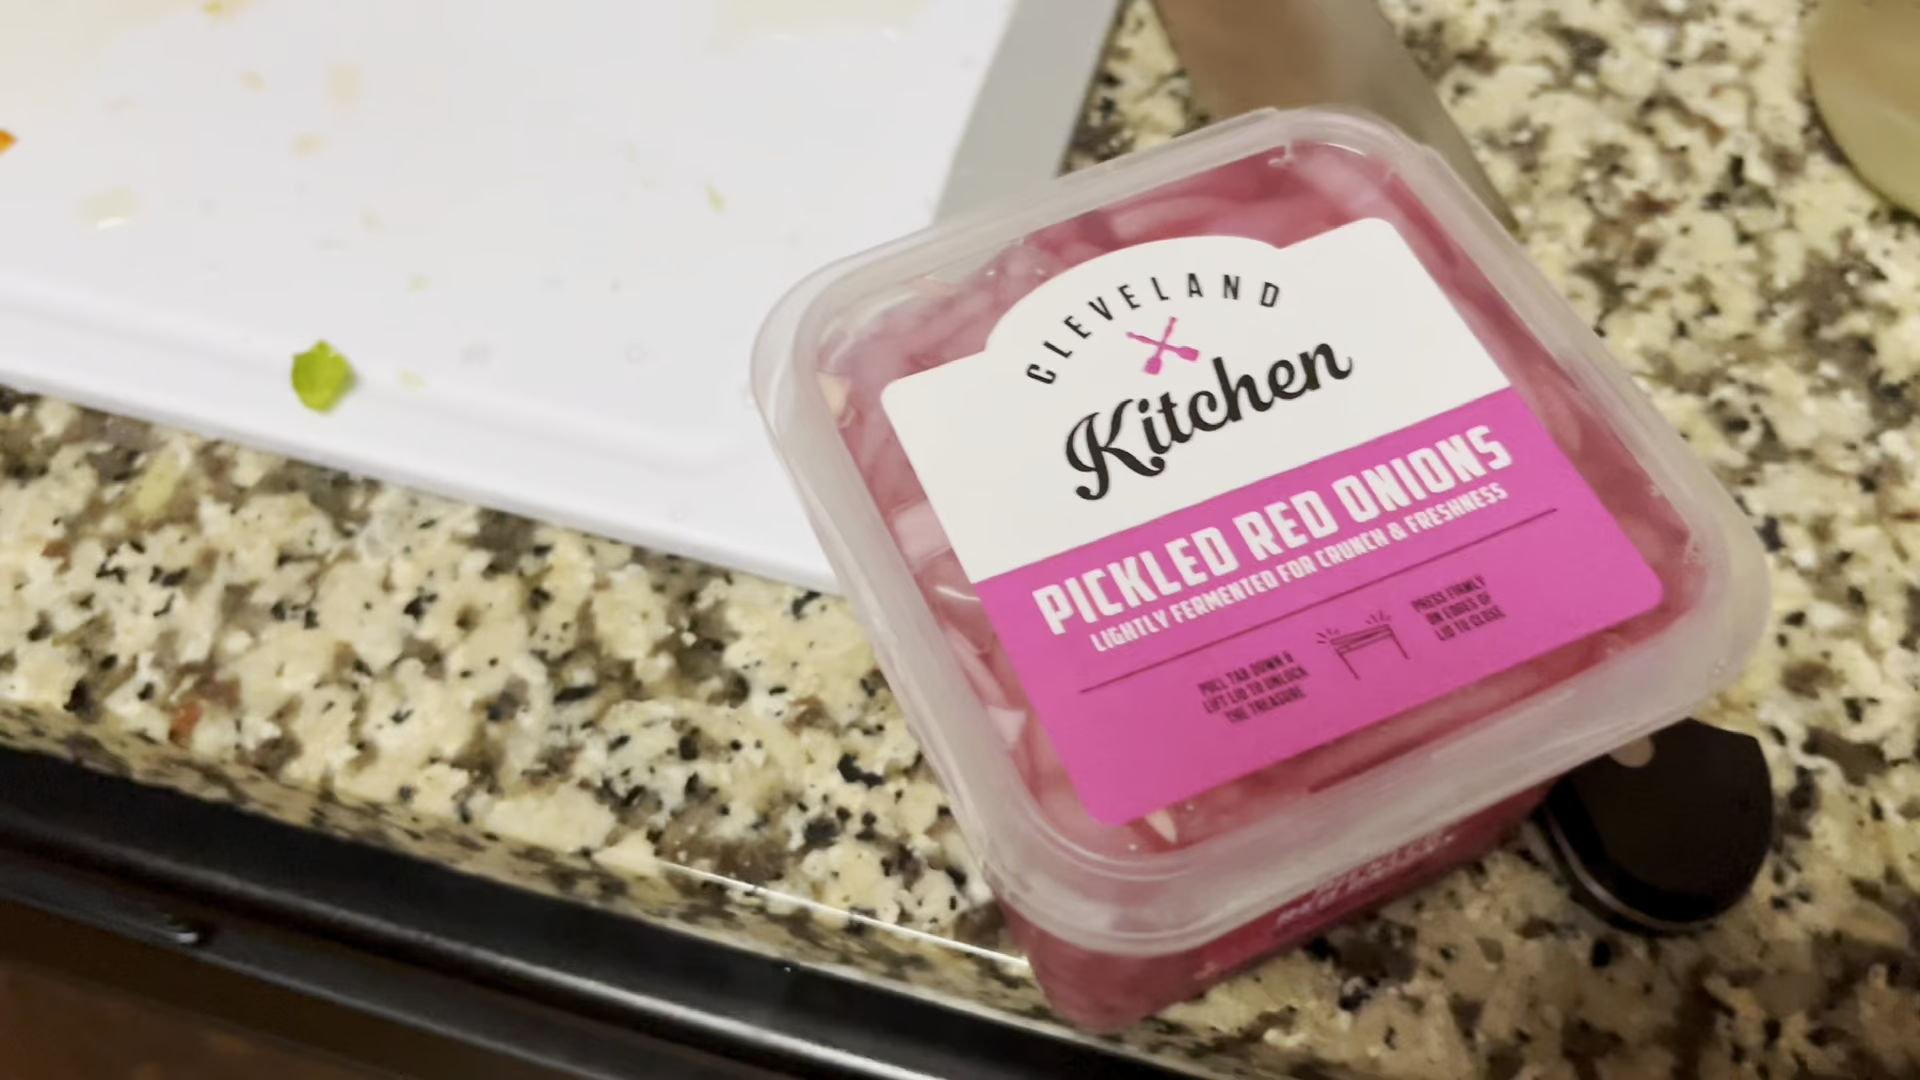 CLEVELAND
Kitchen
PICKLED RED ONIONS
LIGHTLY FERMENTED FOR CRUNCH & FRESHNESS
PULL TAB DOWN &
LIFT LID TO UNLOCK
THE TREASURE
PRESS FIRMLY
ON EDGES OF
LID TO CLOSE